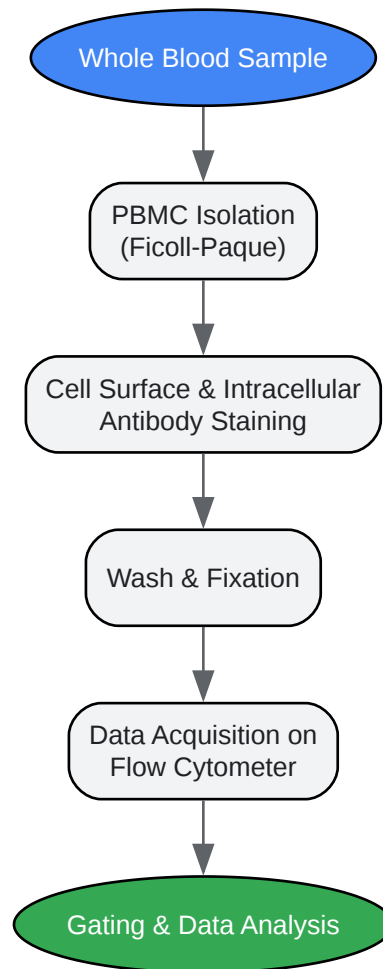 Whole Blood Sample
PBMC Isolation
(Ficoll-Paque)
Cell Surface & Intracellular
Antibody Staining
Wash & Fixation
Data Acquisition on
Flow Cytometer
Gating & Data Analysis